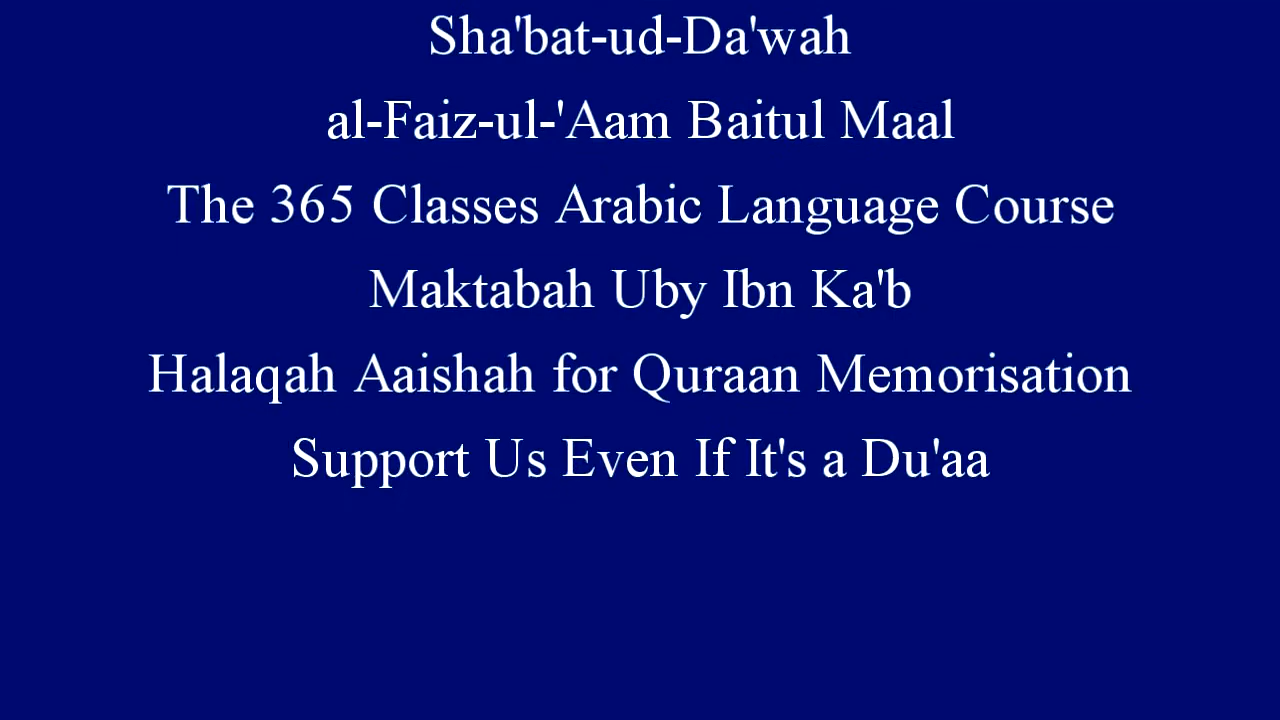 Sha'bat-ud-Da'wah
al-Faiz-ul-'Aam Baitul Maal
The 365 Classes Arabic Language Course
Maktabah Uby Ibn Ka'b
Halaqah Aaishah for Quraan Memorisation
Support Us Even If It's a Du'aa